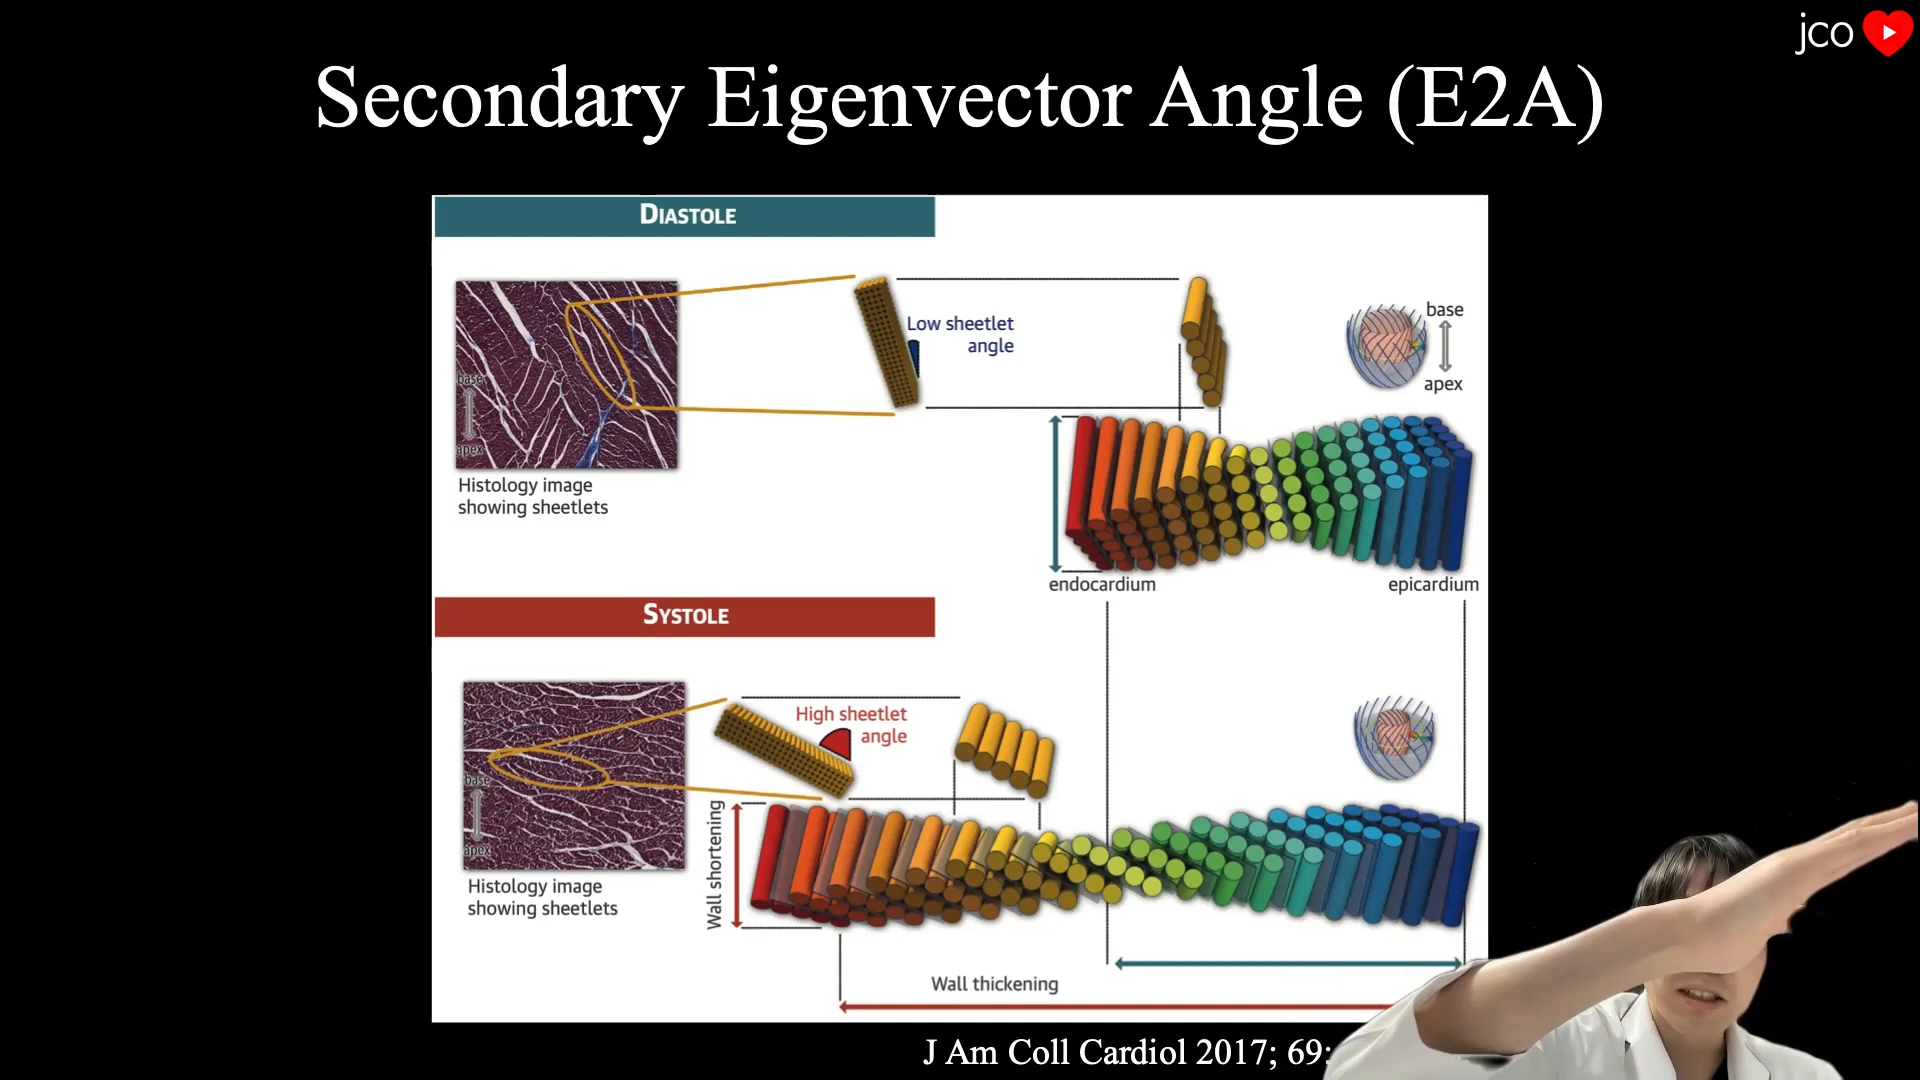 jco
Secondary Eigenvector Angle (E2A)
DIASTOLE
Low sheetlet
angle
base
apex
base
apex
Histology image
showing sheetlets
endocardium
epicardium
SYSTOLE
High sheetlet
angle
base
apex
Wall shortening
Histology image
showing sheetlets
Wall thickening
J Am Coll Cardiol 2017; 69: